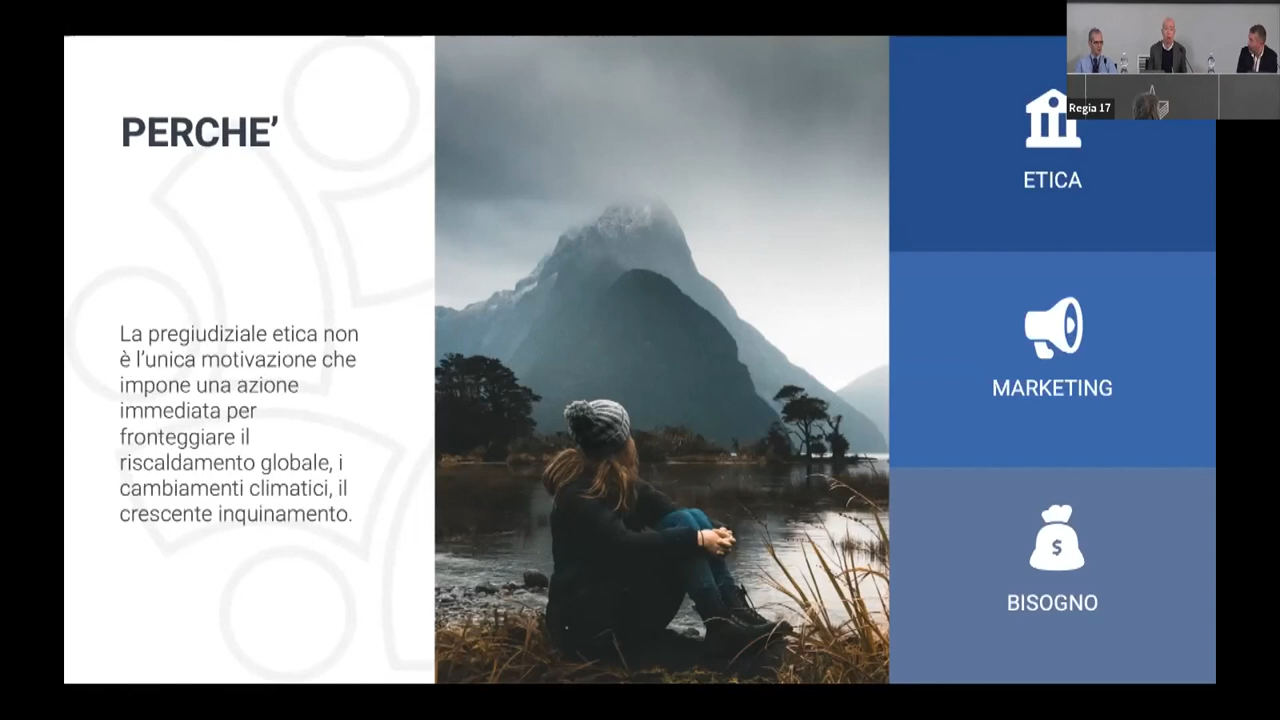 PERCHE’
La pregiudiziale etica non
è l’unica motivazione che
impone una azione
immediata per
fronteggiare il
riscaldamento globale, i
cambiamenti climatici, il
crescente inquinamento.
Regia 17
ETICA
MARKETING
$
BISOGNO